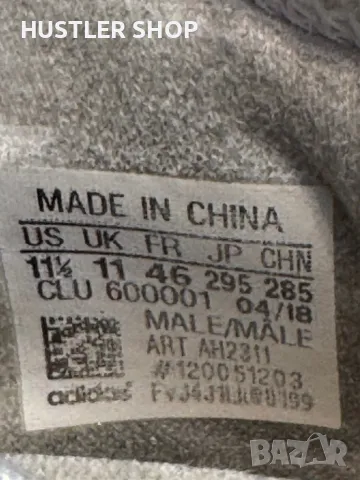 HUSTLER SHOP
MADE IN CHINA
US UK FR JP CHN
11½ 11 46 295 285
CLU 600001 04/18
MALE/MALE
ART AH2311
#120051203
adidas
BAZAR